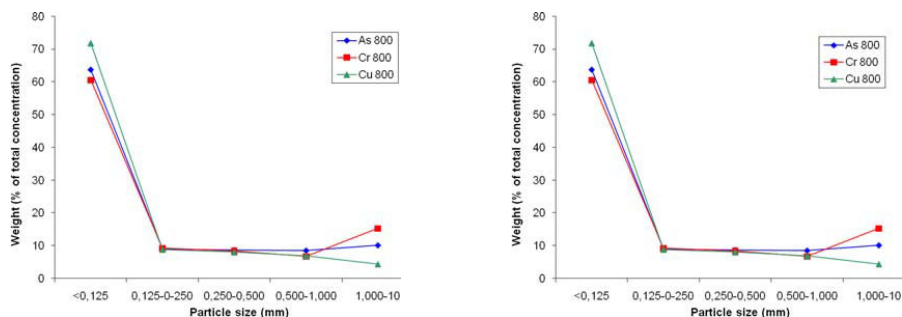 80
70
60
50
40
30
20
10
0
Weight (% of total concentration)
As 800
Cr 800
Cu 800
<0,125 0,125-0-250 0,250-0,500 0,500-1,000 1,000-10
Particle size (mm)
80
70
60
50
40
30
20
10
0
Weight (% of total concentration)
As 800
Cr 800
Cu 800
<0,125 0,125-0-250 0,250-0,500 0,500-1,000 1,000-10
Particle size (mm)